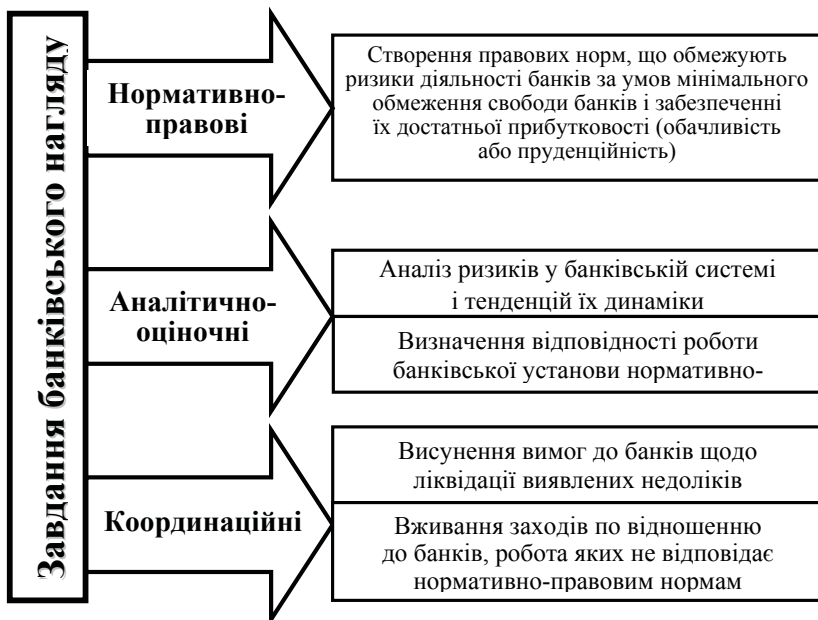 Завдання банківського нагляду
Нормативно-
правові
Створення правових норм, що обмежують
ризики діяльності банків за умов мінімального
обмеження свободи банків і забезпеченні
їх достатньої прибутковості (обачливість
або пруденційність)
Аналітично-
оціночні
Аналіз ризиків у банківській системі
і тенденцій їх динаміки
Визначення відповідності роботи
банківської установи нормативно-
Координаційні
Висунення вимог до банків щодо
ліквідації виявлених недоліків
Вживання заходів по відношенню
до банків, робота яких не відповідає
нормативно-правовим нормам